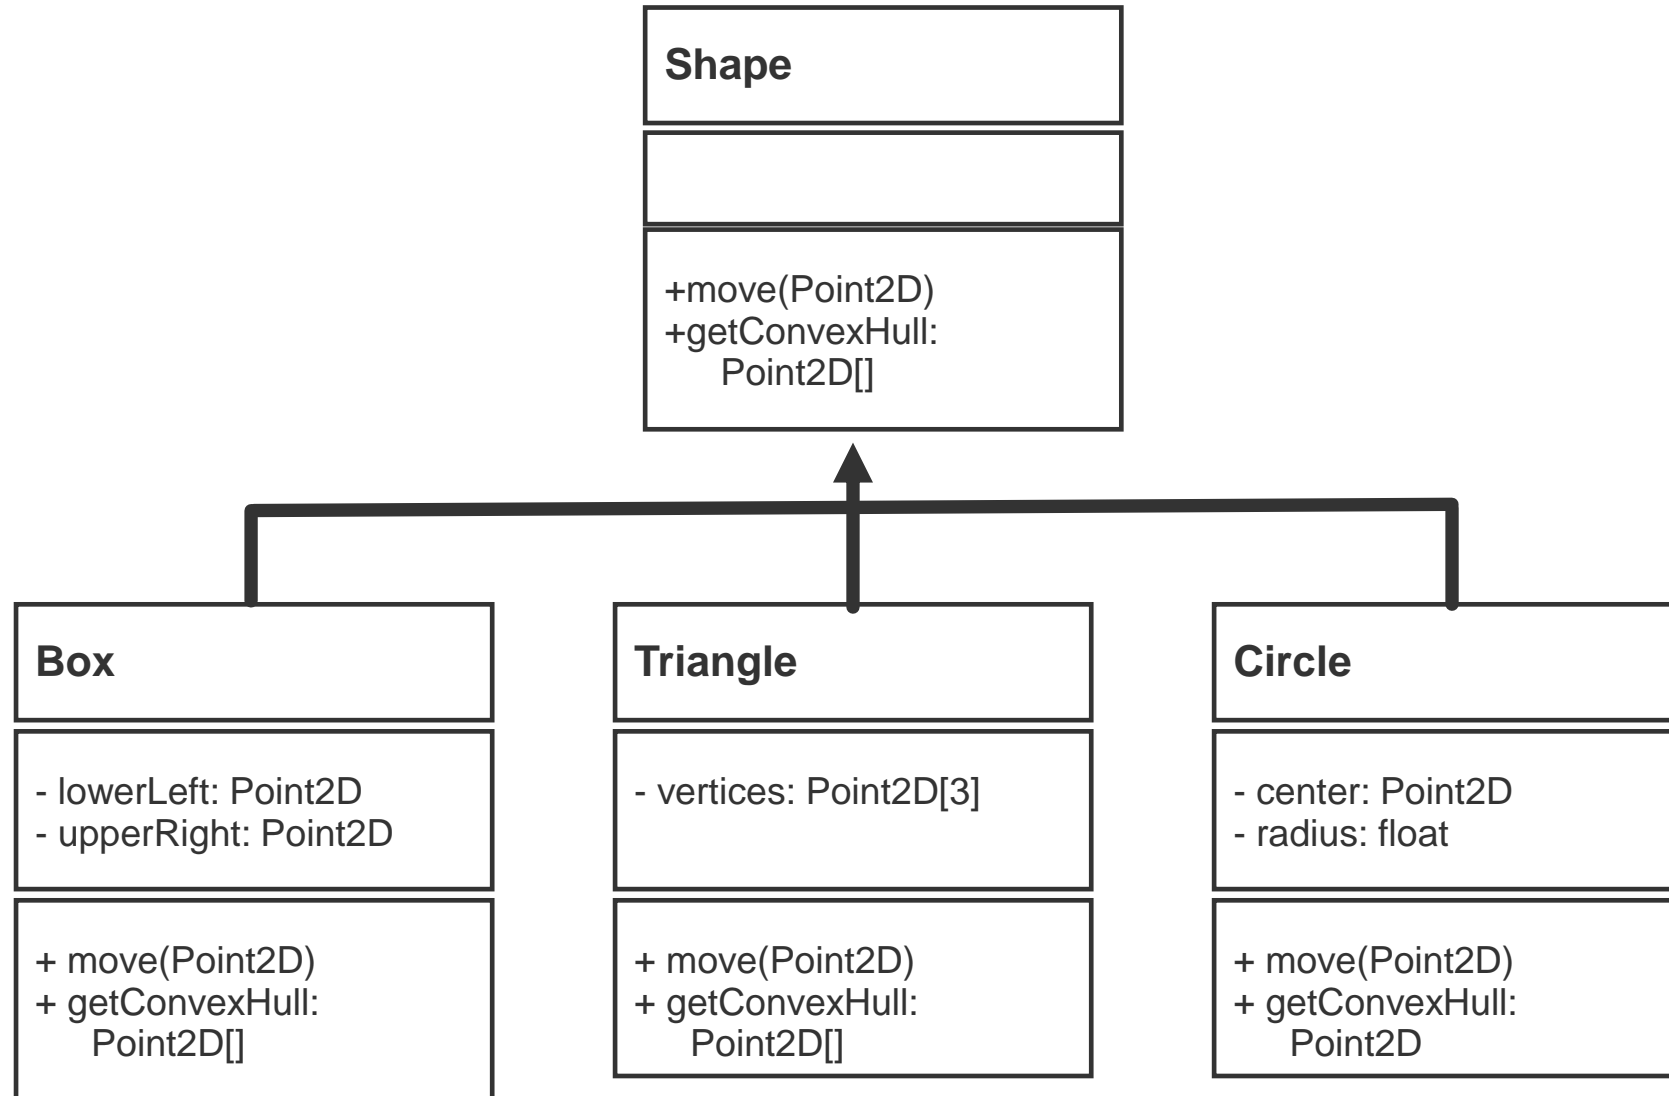 Shape
+move(Point2D)
+getConvexHull:
Point2D[]
Box
- lowerLeft: Point2D
- upperRight: Point2D
+ move(Point2D)
+ getConvexHull:
Point2D[]
Triangle
- vertices: Point2D[3]
+ move(Point2D)
+ getConvexHull:
Point2D[]
Circle
- center: Point2D
- radius: float
+ move(Point2D)
+ getConvexHull:
Point2D